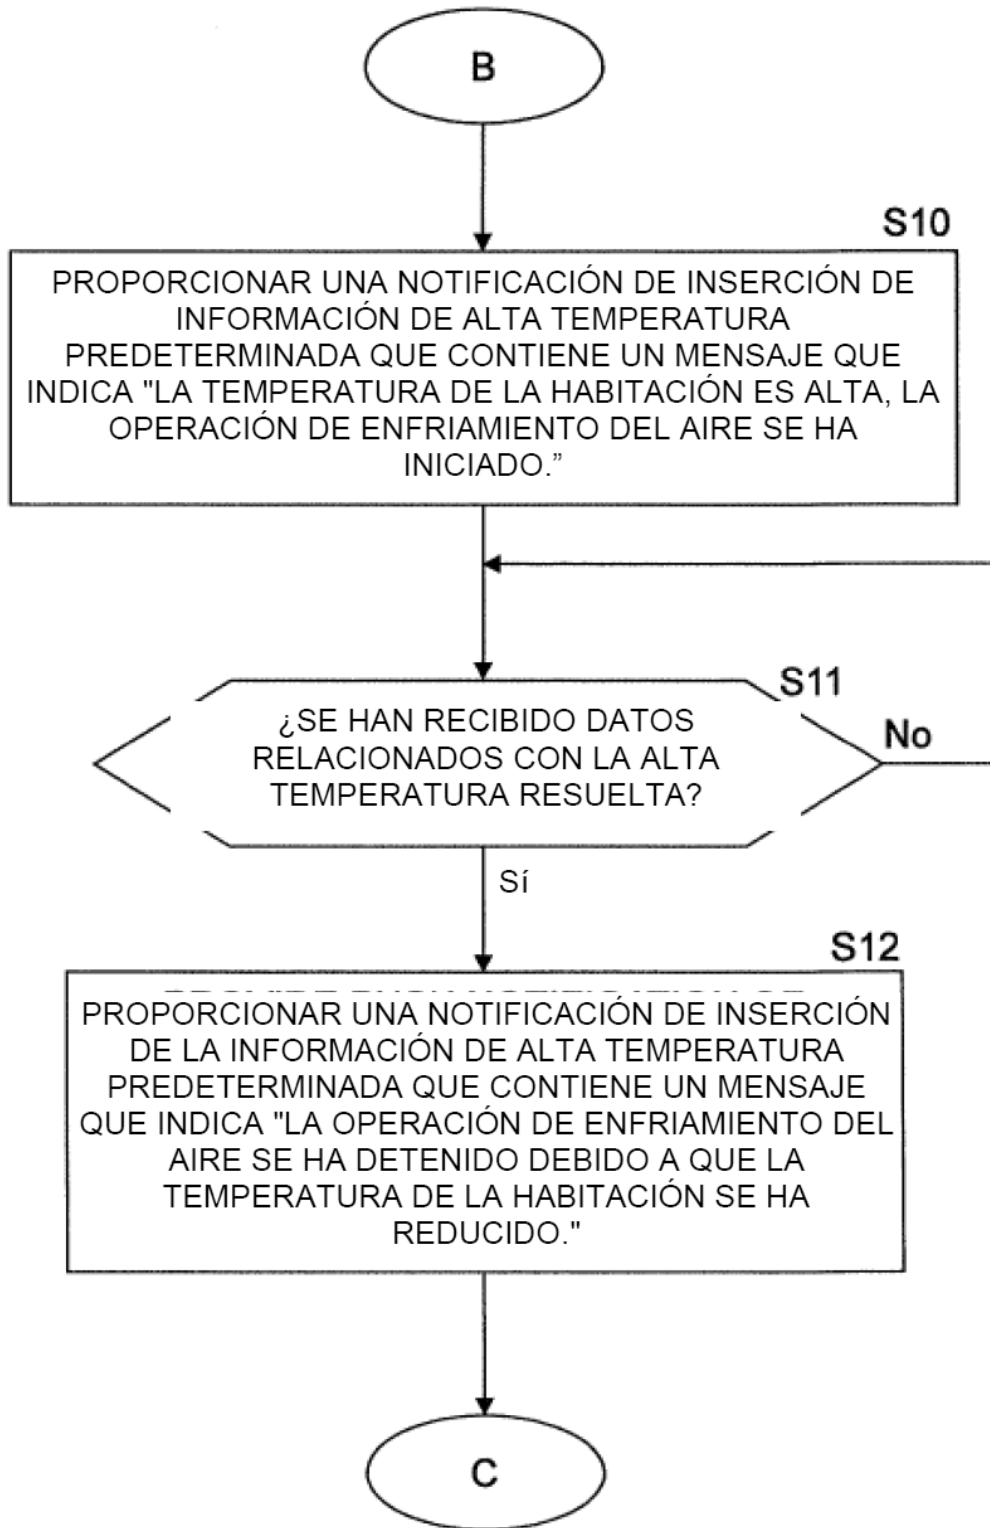 B
S10
PROPORCIONAR UNA NOTIFICACIÓN DE INSERCIÓN DE
INFORMACIÓN DE ALTA TEMPERATURA
PREDETERMINADA QUE CONTIENE UN MENSAJE QUE
INDICA "LA TEMPERATURA DE LA HABITACIÓN ES ALTA, LA
OPERACIÓN DE ENFRIAMIENTO DEL AIRE SE HA
INICIADO.”
S11
¿SE HAN RECIBIDO DATOS
RELACIONADOS CON LA ALTA
TEMPERATURA RESUELTA?
No
Sí
S12
PROPORCIONAR UNA NOTIFICACIÓN DE INSERCIÓN
DE LA INFORMACIÓN DE ALTA TEMPERATURA
PREDETERMINADA QUE CONTIENE UN MENSAJE
QUE INDICA "LA OPERACIÓN DE ENFRIAMIENTO DEL
AIRE SE HA DETENIDO DEBIDO A QUE LA
TEMPERATURA DE LA HABITACIÓN SE HA
REDUCIDO."
C